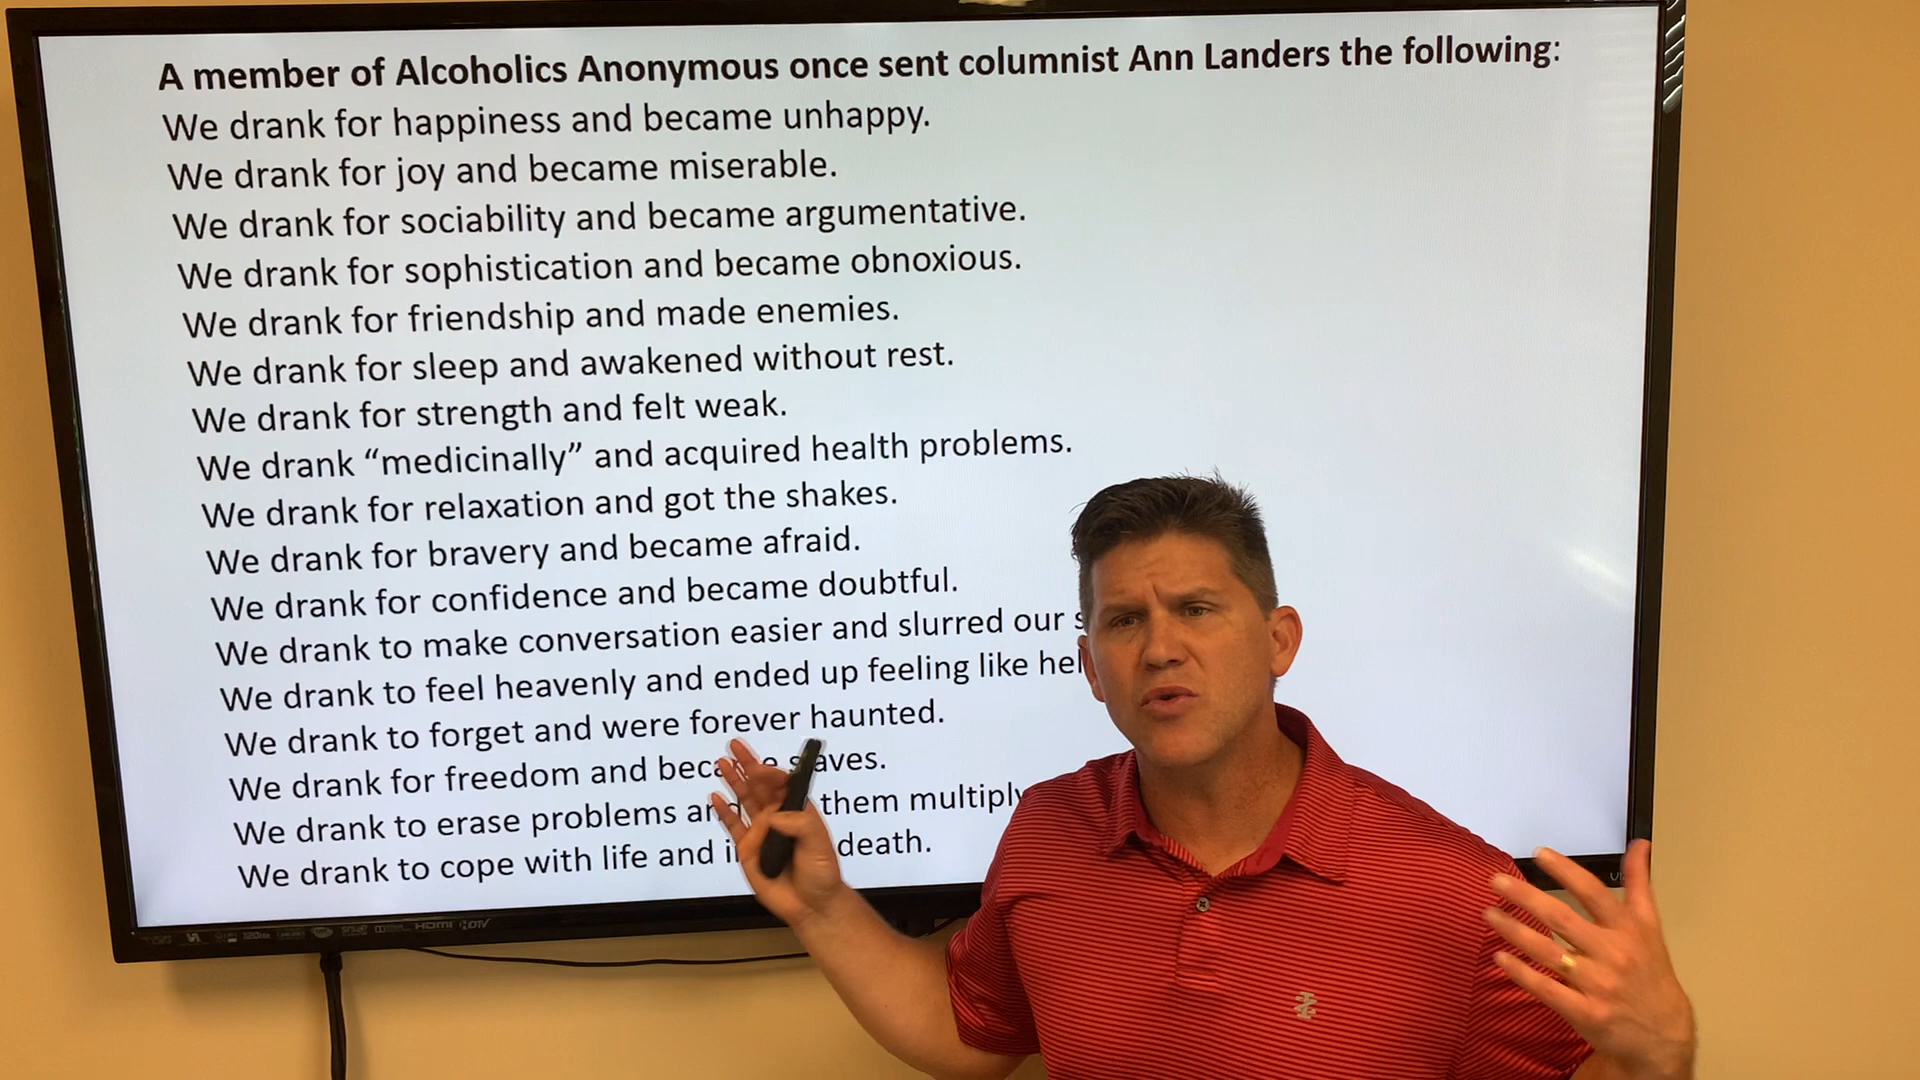 A member of Alcoholics Anonymous once sent columnist Ann Landers the following:
We drank for happiness and became unhappy.
We drank for joy and became miserable.
We drank for sociability and became argumentative.
We drank for sophistication and became obnoxious.
We drank for friendship and made enemies.
We drank for sleep and awakened without rest.
We drank for strength and felt weak.
We drank “medicinally” and acquired health problems.
We drank for relaxation and got the shakes.
We drank for bravery and became afraid.
We drank for confidence and became doubtful.
We drank to make conversation easier and slurred our
We drank to feel heavenly and ended up feeling like
We drank to forget and were forever haunted.
We drank for freedom and became slaves.
We drank to erase problems and them
We drank to cope with life and death.
HDMI HDTV